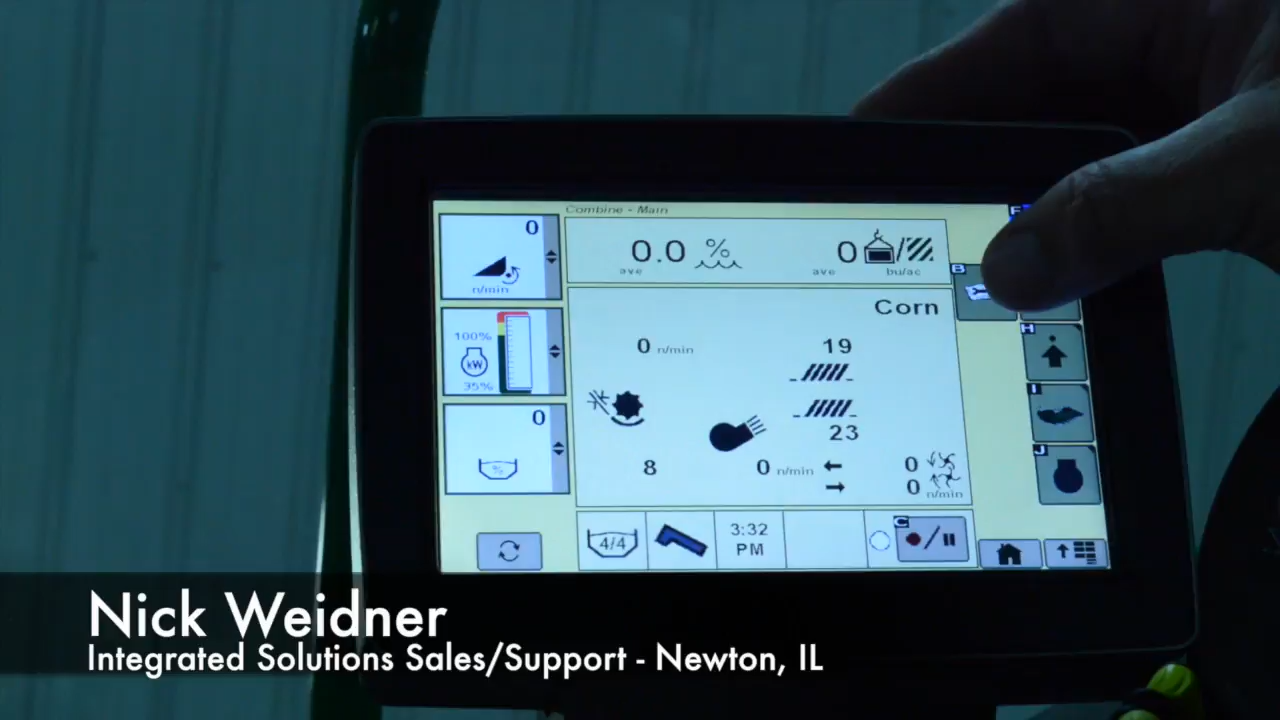 Combine - Main
0
n/min
0.0 %
ave
0
ave
bu/ac
F
B
100%
kW
35%
Corn
0 n/min
19
H
I
0
%
23
J
8
0 n/min
0
0
n/min
4/4
3:32
PM
C
Nick Weidner
Integrated Solutions Sales/Support - Newton, IL